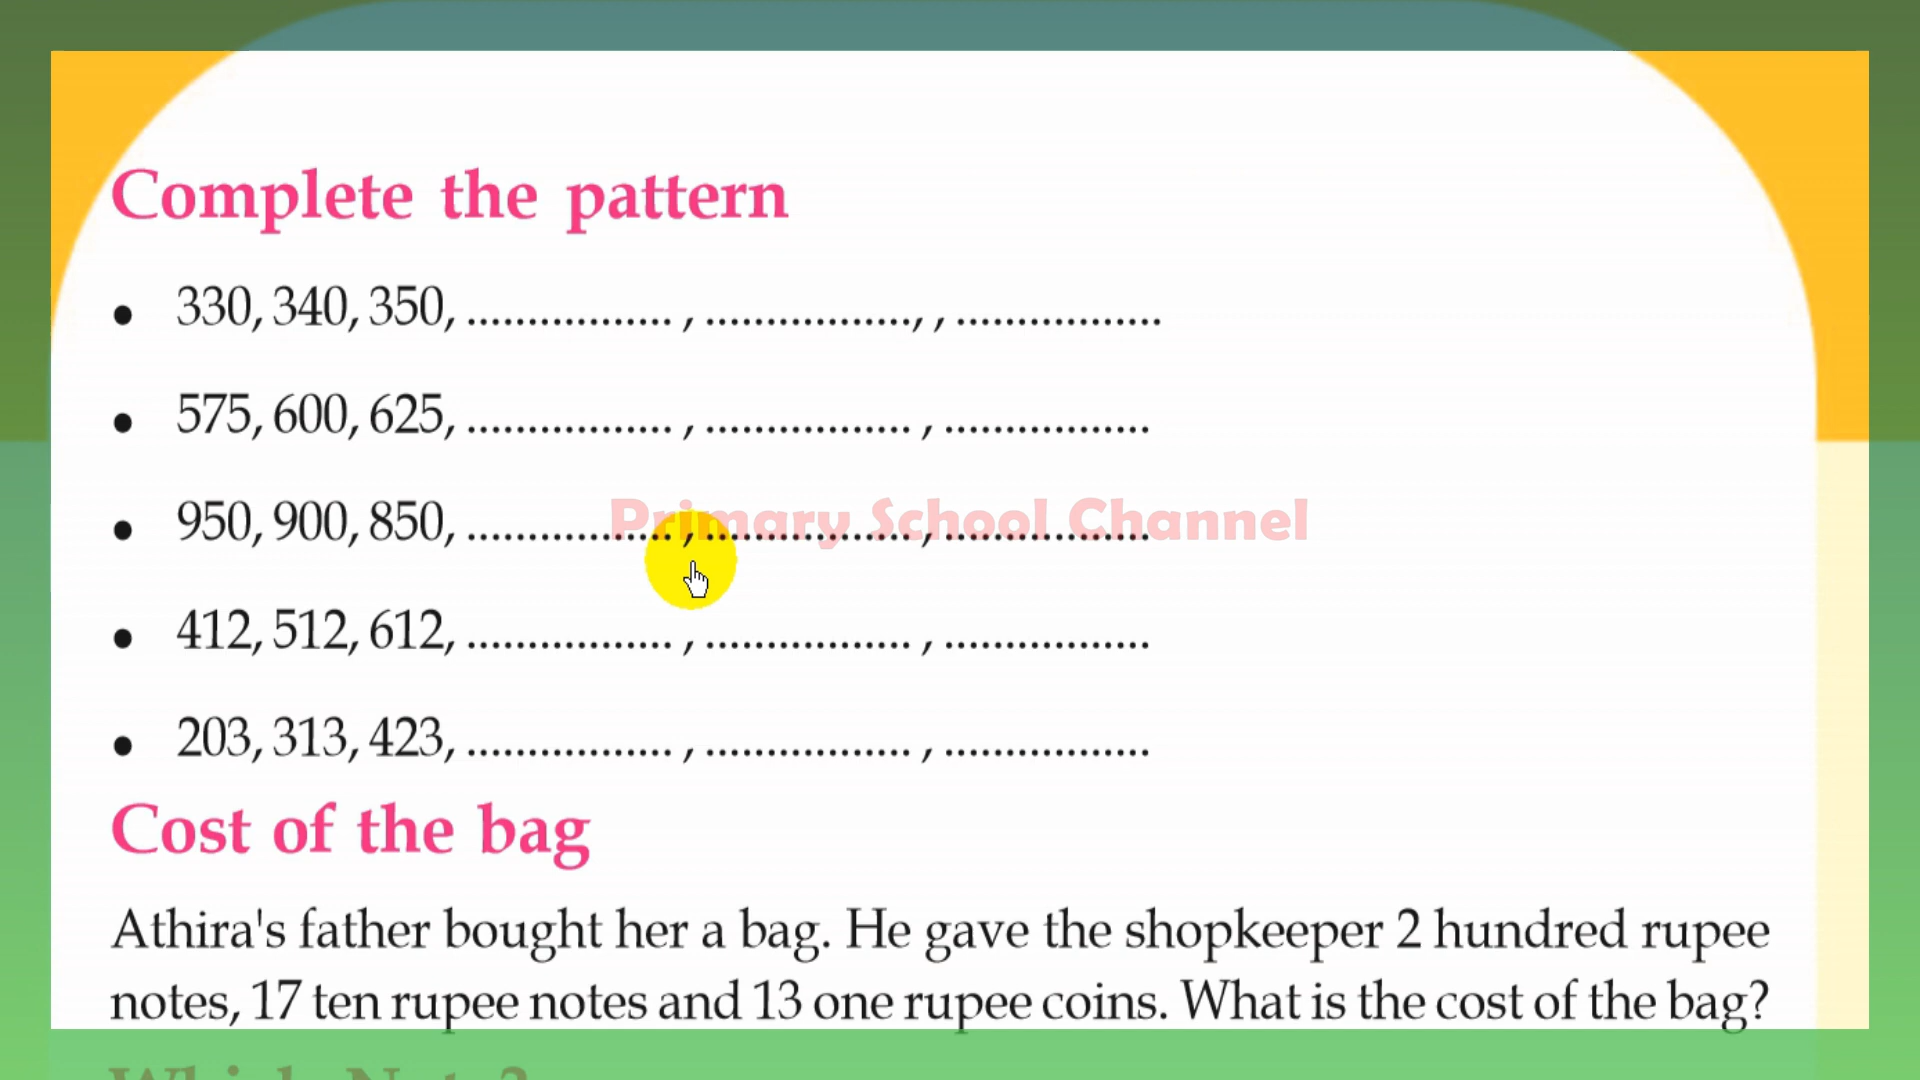 Complete the pattern
• 330, 340, 350, ................. , ................., , .................
• 575, 600, 625, ................. , ................. , .................
• 950, 900, 850, ................. , ................. , .................
Primary School Channel
• 412, 512, 612, ................. , ................. , .................
• 203, 313, 423, ................. , ................. , .................
Cost of the bag
Athira's father bought her a bag. He gave the shopkeeper 2 hundred rupee
notes, 17 ten rupee notes and 13 one rupee coins. What is the cost of the bag?